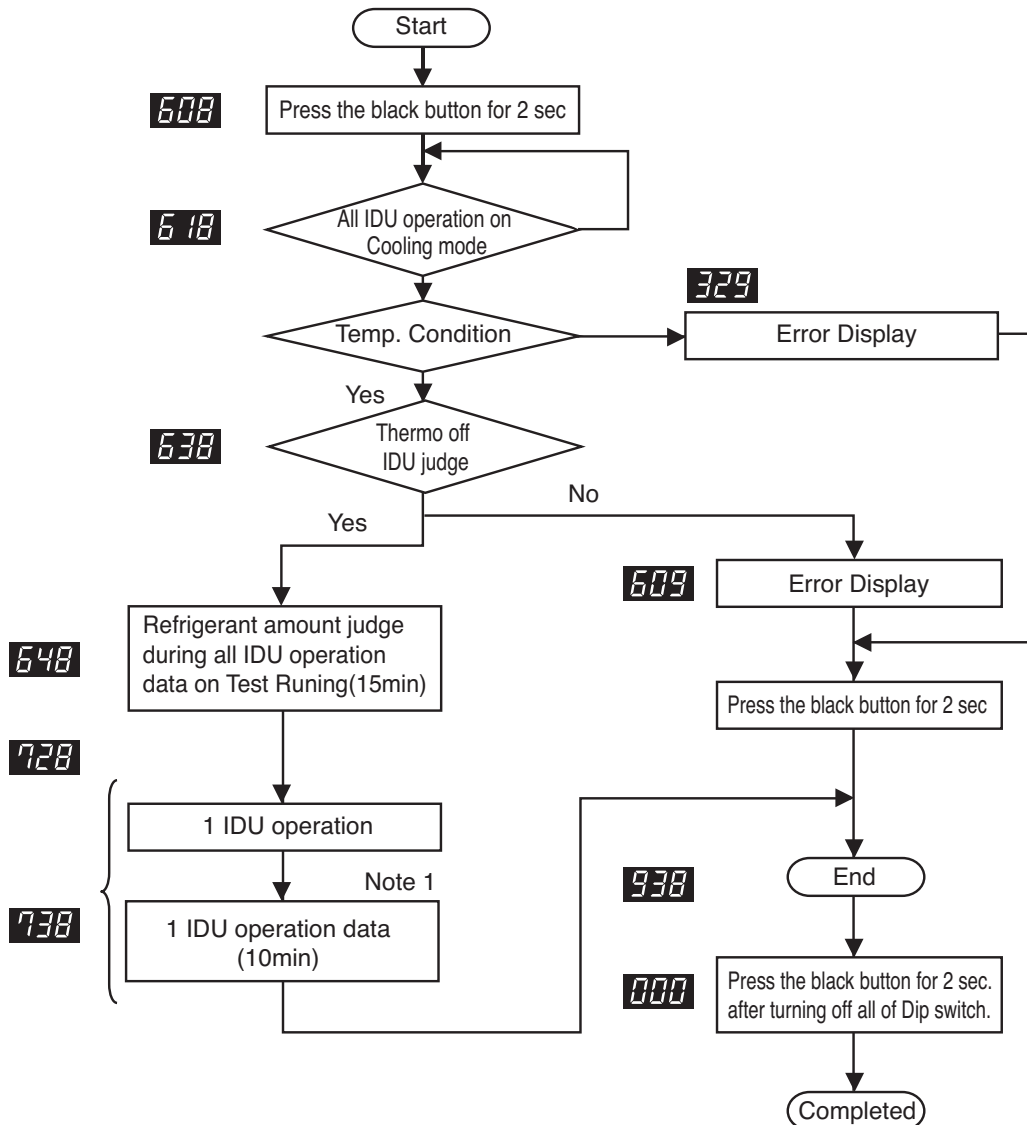 Start
608
Press the black button for 2 sec
618
All IDU operation on
Cooling mode
329
Temp. Condition
Error Display
Yes
638
Thermo off
IDU judge
No
Yes
609
Error Display
648
Refrigerant amount judge
during all IDU operation
data on Test Runing(15min)
Press the black button for 2 sec
728
1 IDU operation
Note 1
938
End
738
1 IDU operation data
(10min)
000
Press the black button for 2 sec.
after turning off all of Dip switch.
Completed